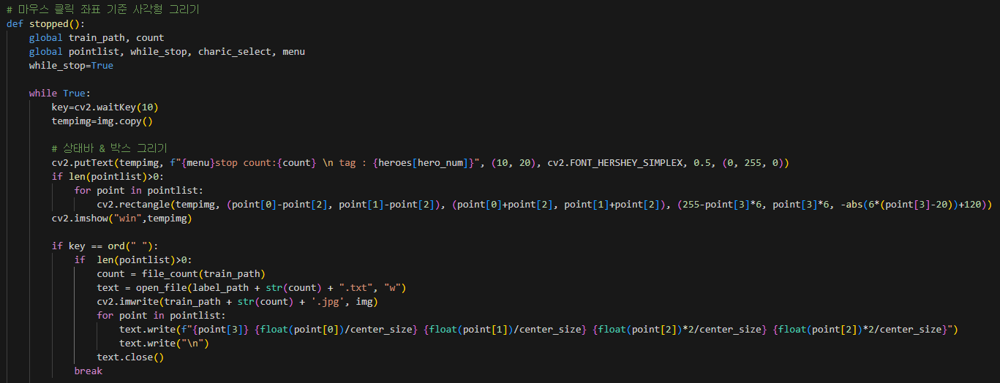 # 마우스 클릭 좌표 기준 사각형 그리기
def stopped():
    global train_path, count
    global pointlist, while_stop, charic_select, menu
    while_stop=True
    while True:
        key=cv2.waitKey(10)
        tempimg=img.copy()
        # 상태바 & 박스 그리기
        cv2.putText(tempimg, f"{menu}stop count:{count} \n tag : {heroes[hero_num]}", (10, 20), cv2.FONT_HERSHEY_SIMPLEX, 0.5, (0, 255, 0))
        if len(pointlist)>0:
            for point in pointlist:
                cv2.rectangle(tempimg, (point[0]-point[2], point[1]-point[2]), (point[0]+point[2], point[1]+point[2]), (255-point[3]*6, point[3]*6, -abs(6*(point[3]-20))+120))
        cv2.imshow("win",tempimg)
        if key == ord(" "):
            if  len(pointlist)>0:
                count = file_count(train_path)
                text = open_file(label_path + str(count) + ".txt", "w")
                cv2.imwrite(train_path + str(count) + '.jpg', img)
                for point in pointlist:
                    text.write(f"{point[3]} {float(point[0])/center_size} {float(point[1])/center_size} {float(point[2])*2/center_size} {float(point[2])*2/center_size}")
                    text.write("\n")
                text.close()
            break